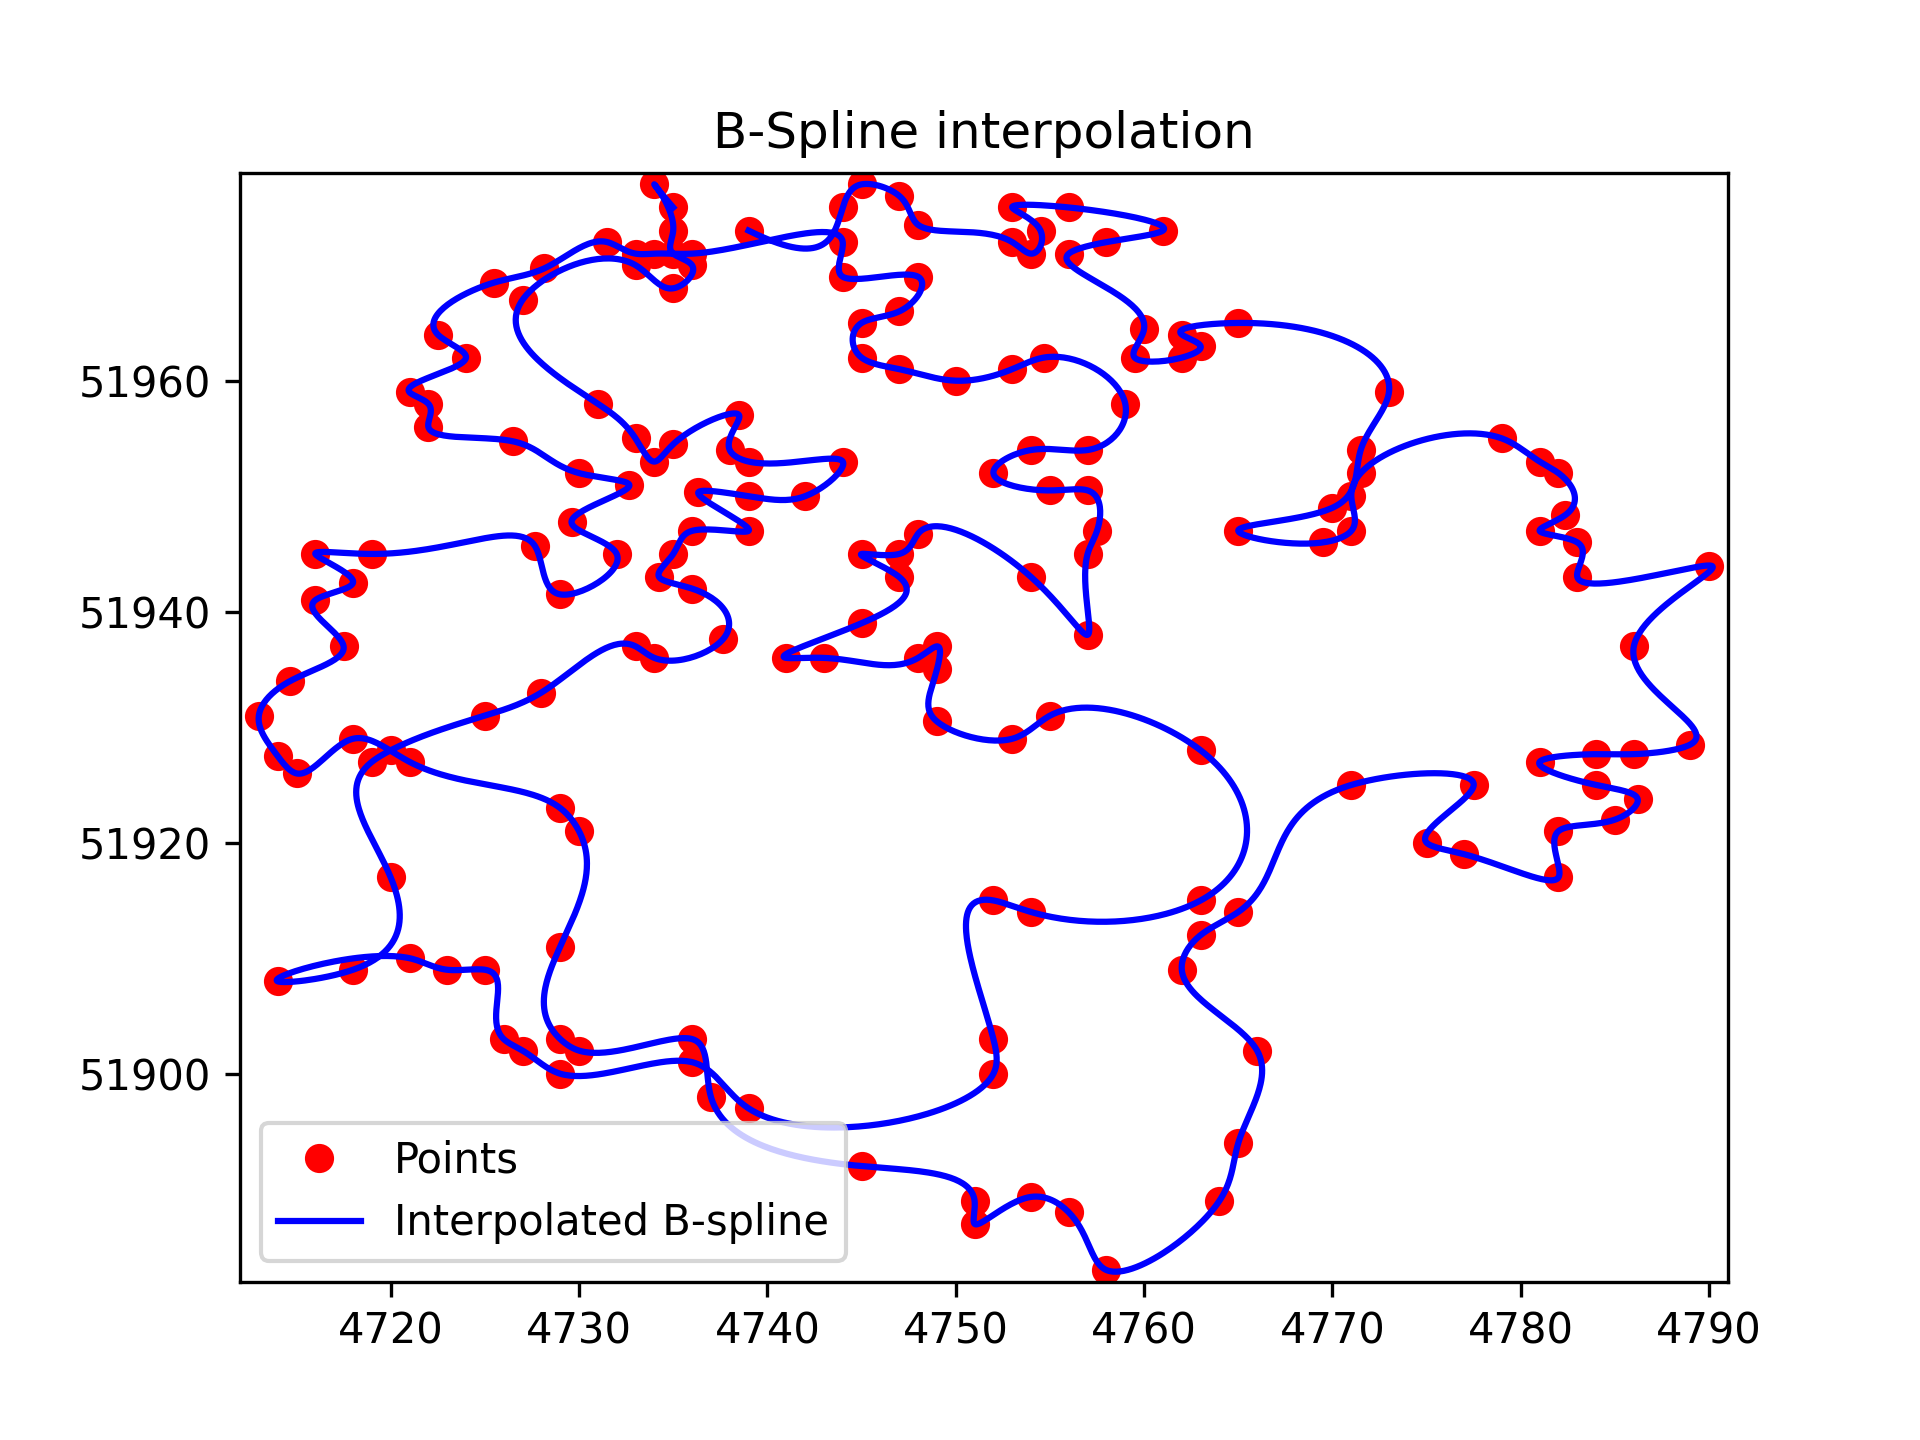 B-Spline interpolation
51960
51940
51920
51900
Points
Interpolated B-spline
4720 4730 4740 4750 4760 4770 4780 4790